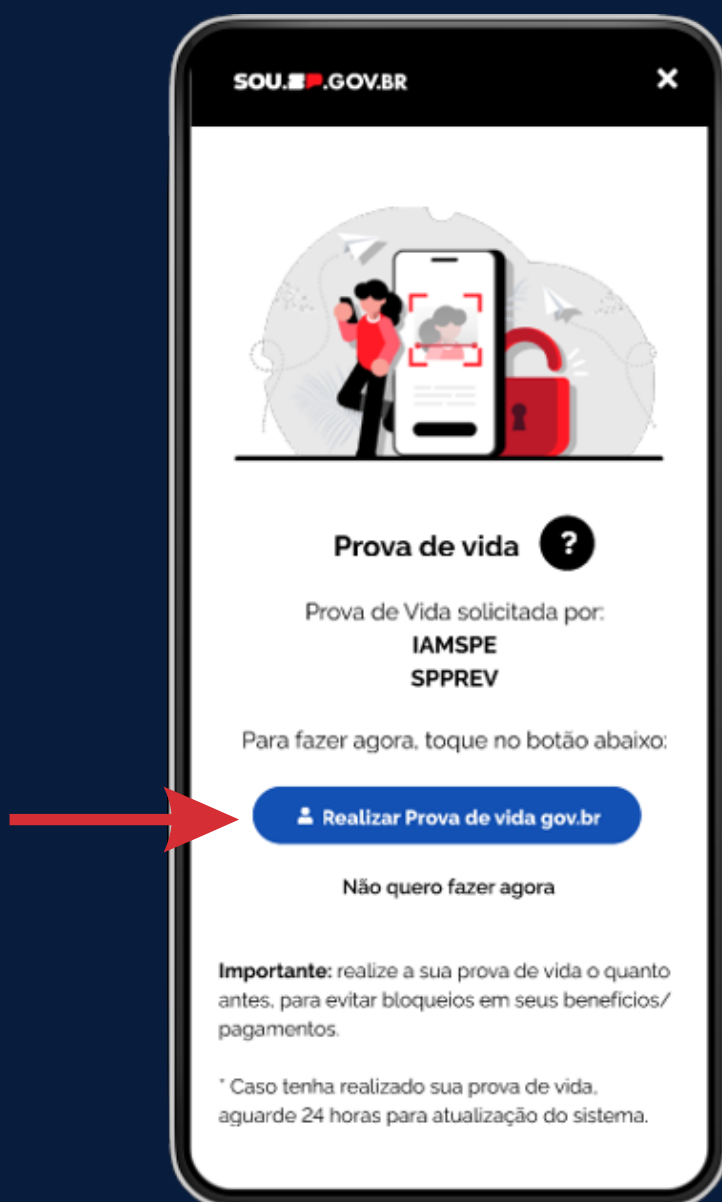 SOU.SP.GOV.BR
Prova de vida ?
Prova de Vida solicitada por:
IAMSPE
SPPREV
Para fazer agora, toque no botão abaixo:
Realizar Prova de vida gov.br
Não quero fazer agora
Importante: realize a sua prova de vida o quanto
antes, para evitar bloqueios em seus benefícios/
pagamentos.
* Caso tenha realizado sua prova de vida,
aguarde 24 horas para atualização do sistema.